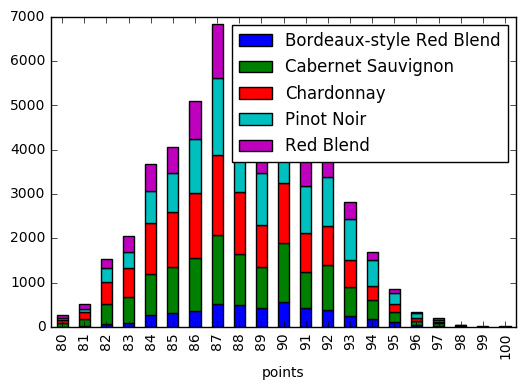 7000
6000
5000
4000
3000
2000
1000
0
Bordeaux-style Red Blend
Cabernet Sauvignon
Chardonnay
Pinot Noir
Red Blend
80 81 82 83 84 85 86 87 88 89 90 91 92 93 94 95 96 97 98 99 100
points